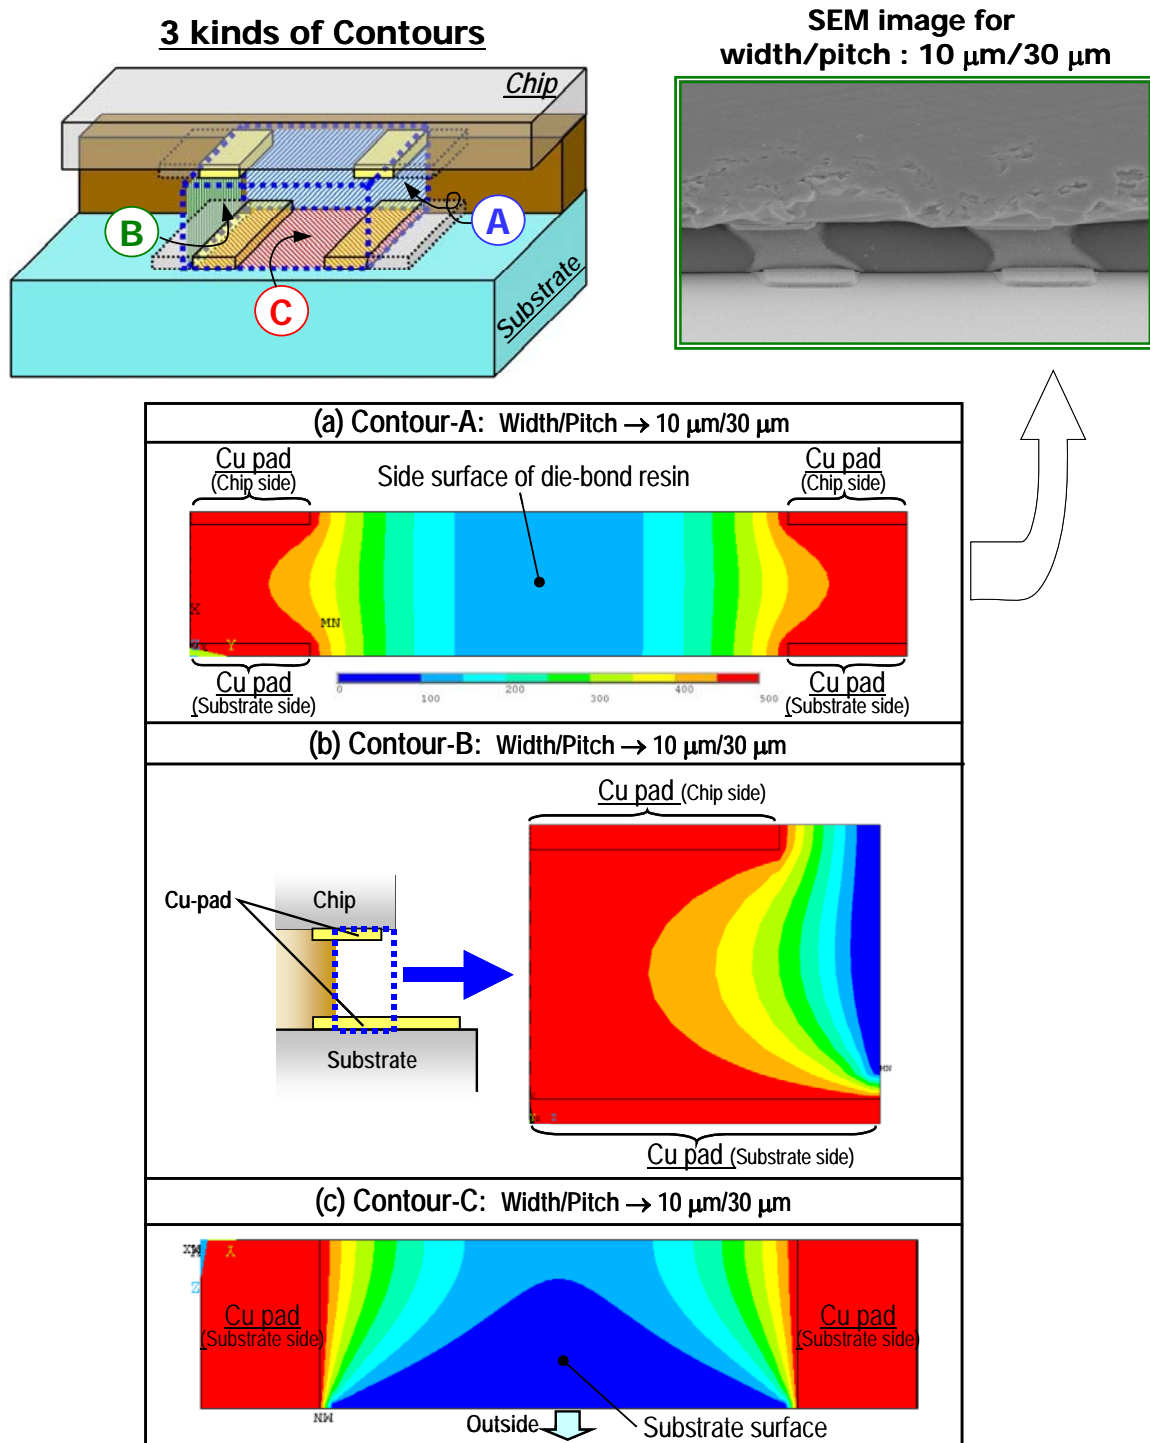 3 kinds of Contours
SEM image for
width/pitch : 10 μm/30 μm
Chip
A
B
C
Substrate
(a) Contour-A: Width/Pitch → 10 μm/30 μm
Cu pad
(Chip side)
Side surface of die-bond resin
Cu pad
(Chip side)
X
MN
Z
Y
Cu pad
(Substrate side)
0
100
200
300
400
500
Cu pad
(Substrate side)
(b) Contour-B: Width/Pitch → 10 μm/30 μm
Cu pad (Chip side)
Cu-pad
Chip
Substrate
MN
Cu pad (Substrate side)
(c) Contour-C: Width/Pitch → 10 μm/30 μm
Y
Z
Cu pad
(Substrate side)
Cu pad
(Substrate side)
Outside
Substrate surface